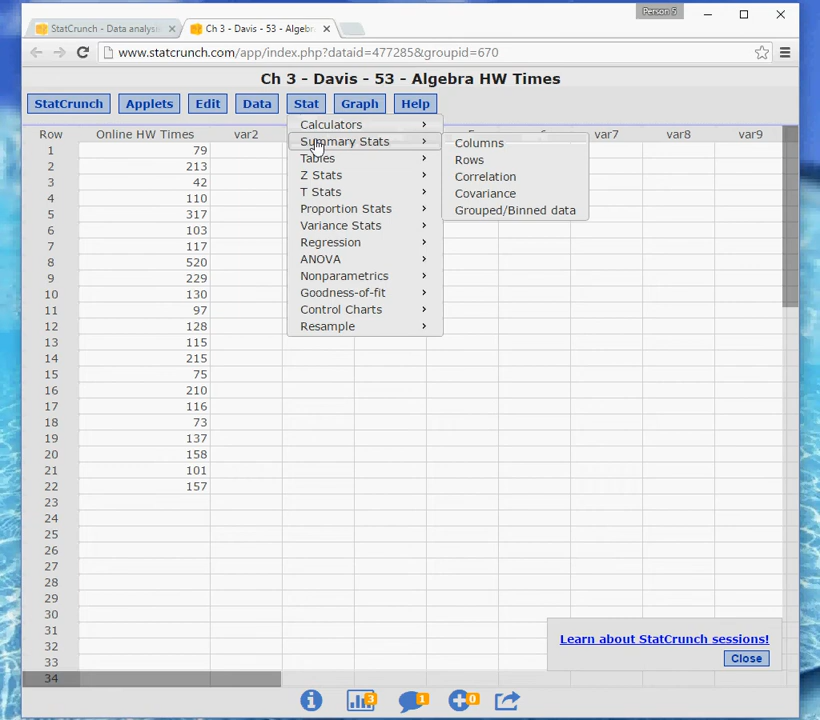 Person 5
StatCrunch - Data analysis
Ch 3 - Davis - 53 - Algebr
www.statcrunch.com/app/index.php?dataid=477285&groupid=670
Ch 3 - Davis - 53 - Algebra HW Times
StatCrunch Applets Edit Data Stat Graph Help
Row Online HW Times var2 var7 var8 var9
Calculators
Summary Stats
Tables
Z Stats
T Stats
Proportion Stats
Variance Stats
Regression
ANOVA
Nonparametrics
Goodness-of-fit
Control Charts
Resample
Columns
Rows
Correlation
Covariance
Grouped/Binned data
1 79
2 213
3 42
4 110
5 317
6 103
7 117
8 520
9 229
10 130
11 97
12 128
13 115
14 215
15 75
16 210
17 116
18 73
19 137
20 158
21 101
22 157
23
24
25
26
27
28
29
30
31
32
33
34
Learn about StatCrunch sessions!
Close
3 1 0